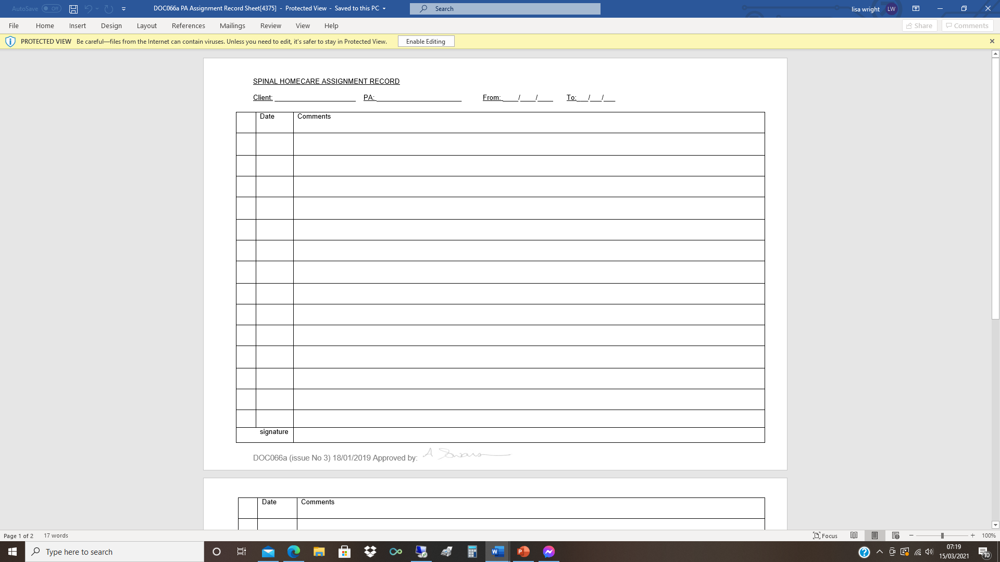 AutoSave Off DOC066a PA Assignment Record Sheet[4375] - Protected View - Saved to this PC Search lisa wright LW
File Home Insert Design Layout References Mailings Review View Help Share Comments
PROTECTED VIEW Be careful—files from the Internet can contain viruses. Unless you need to edit, it's safer to stay in Protected View. Enable Editing
SPINAL HOMECARE ASSIGNMENT RECORD
Client: _____________________ PA: ______________________ From: ____/____/____ To:___/___/___
Date Comments
signature
DOC066a (issue No 3) 18/01/2019 Approved by:
Date Comments
Page 1 of 2 17 words Focus 100%
Type here to search 07:19
15/03/2021 10